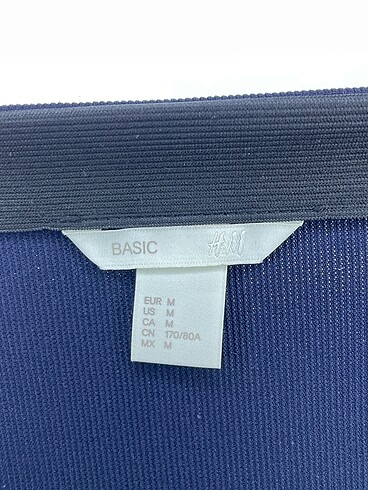 BASIC H&M
EUR M
US M
CA M
CN 170/80A
MX M